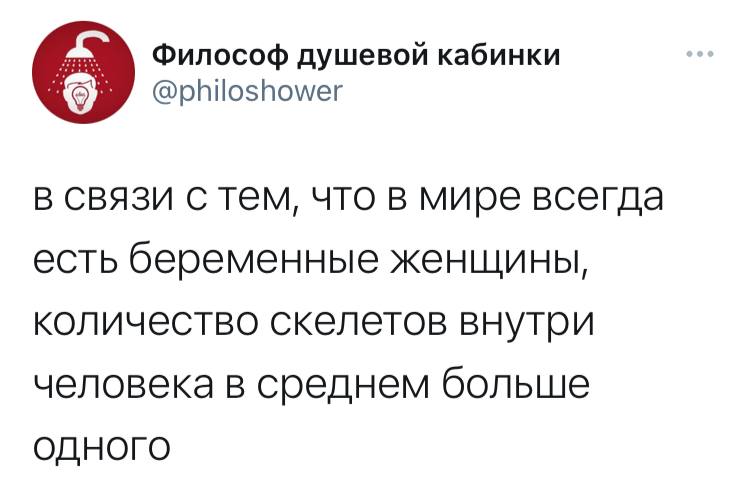 Философ душевой кабинки
@philoshower
в связи с тем, что в мире всегда
есть беременные женщины,
количество скелетов внутри
человека в среднем больше
одного